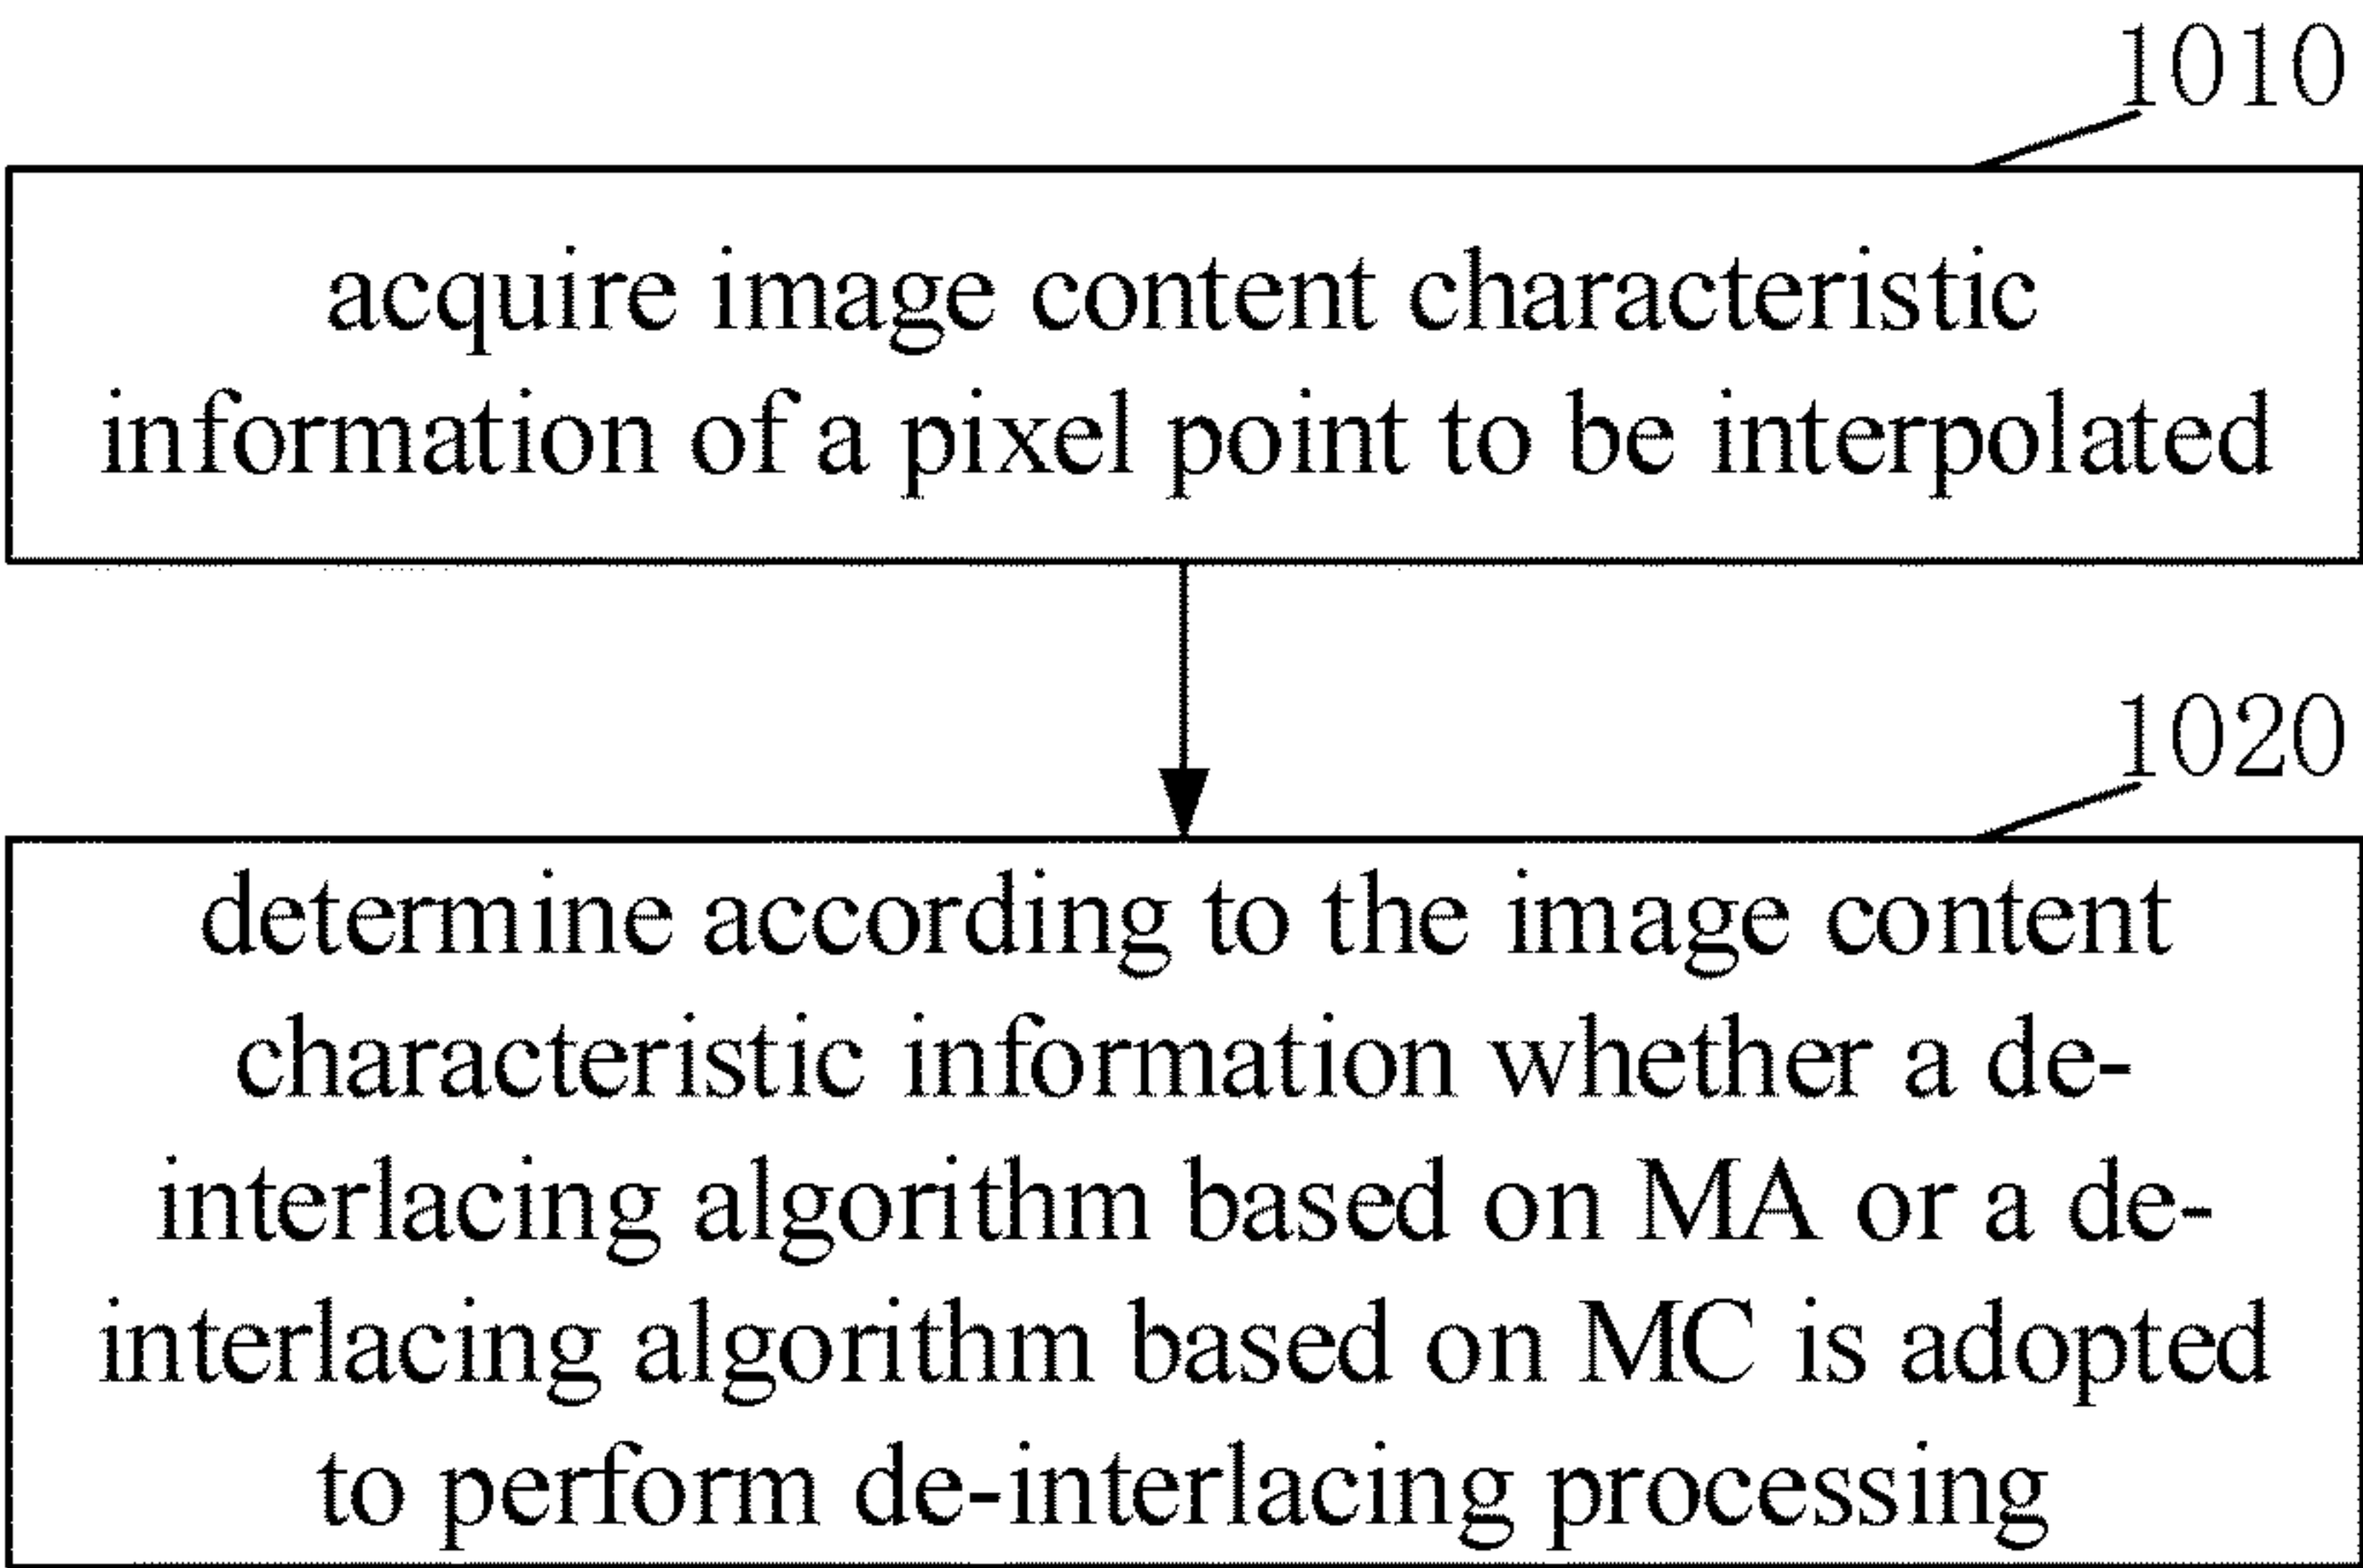 1010
acquire image content characteristic
information of a pixel point to be interpolated
1020
determine according to the image content
characteristic information whether a de-
interlacing algorithm based on MA or a de-
interlacing algorithm based on MC is adopted
to perform de-interlacing processing